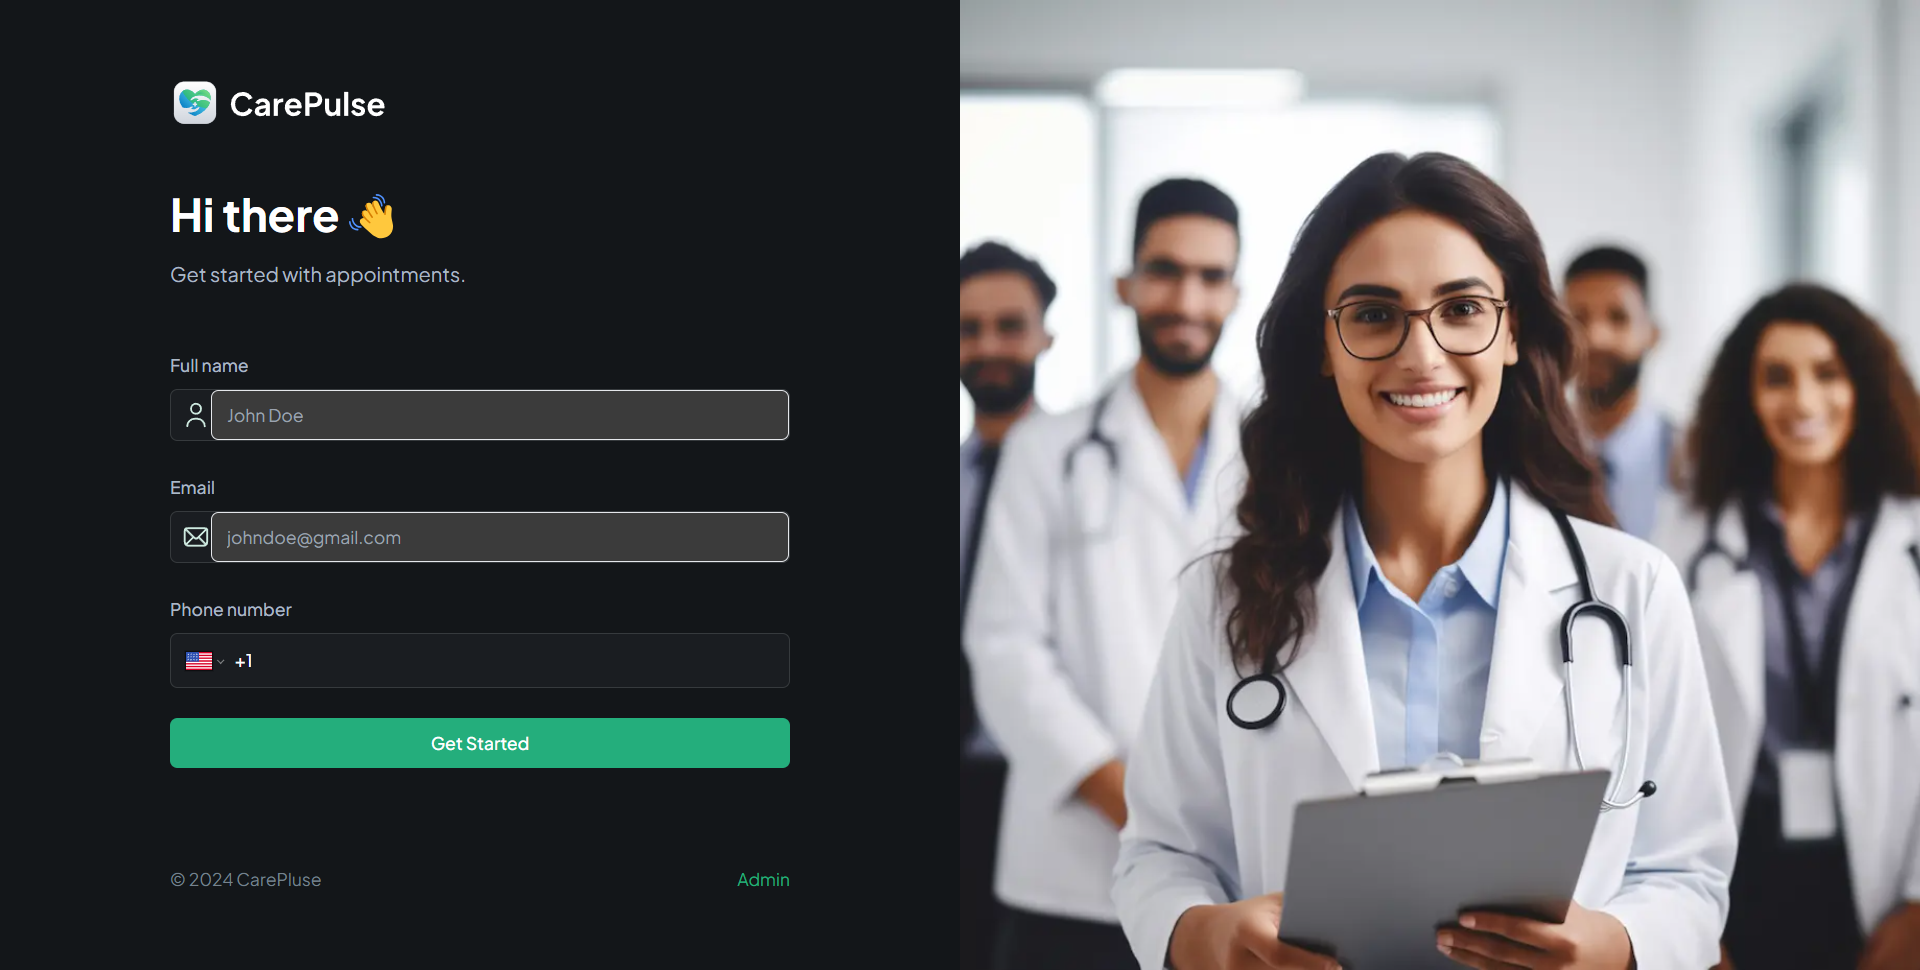 CarePulse
Hi there 👋
Get started with appointments.
Full name
John Doe
Email
johndoe@gmail.com
Phone number
+1
Get Started
© 2024 CarePluse
Admin